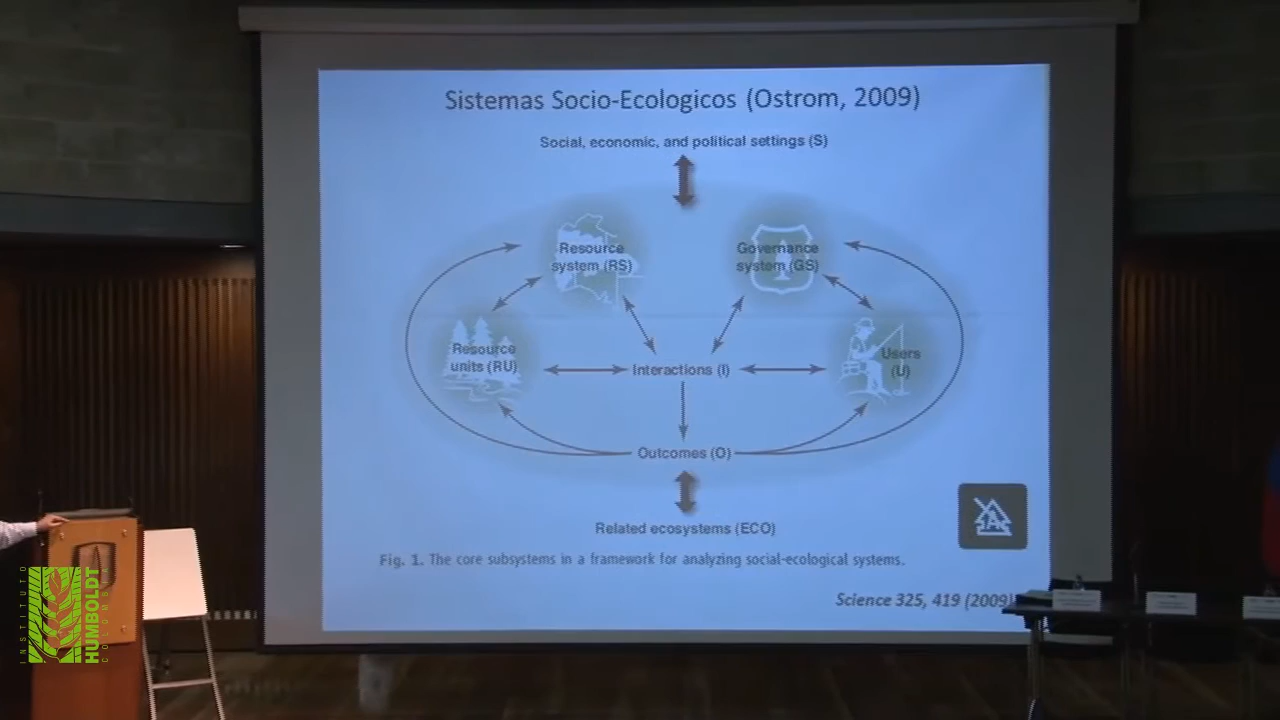 Sistemas Socio-Ecologicos (Ostrom, 2009)
Social, economic, and political settings (S)
Resource
system (RS)
Governance
system (GS)
Resource
units (RU)
Interactions (I)
Users
(U)
Outcomes (O)
Related ecosystems (ECO)
Fig. 1. The core subsystems in a framework for analyzing social-ecological systems.
Science 325, 419 (2009)
INSTITUTO
HUMBOLDT
COLOMBIA